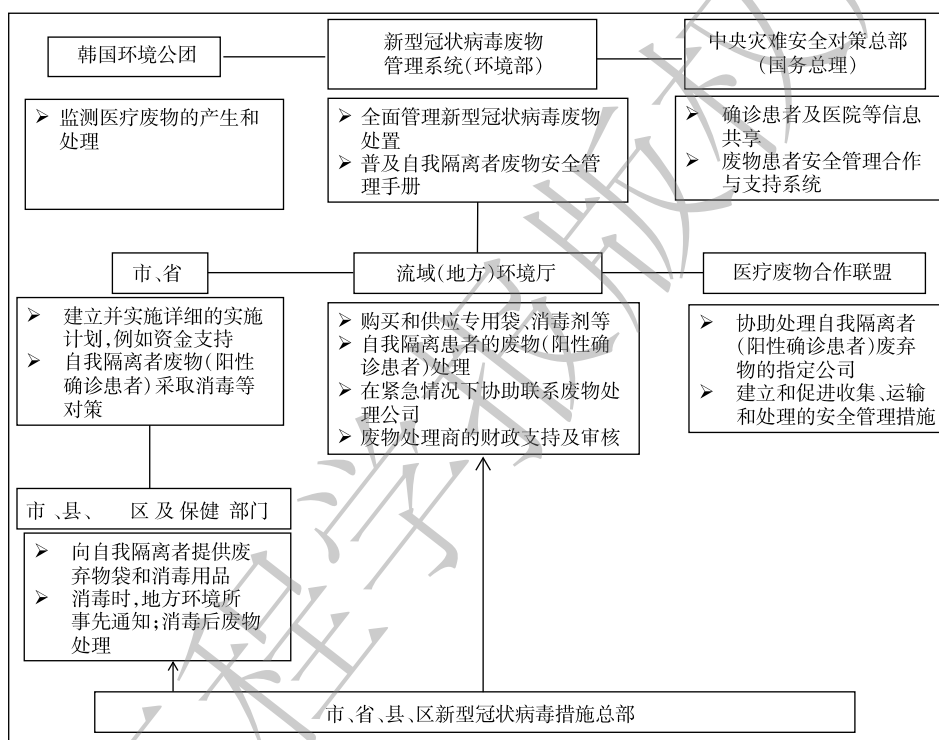 韩国环境公团
新型冠状病毒废物
管理系统(环境部)
中央灾难安全对策总部
(国务总理)
➢ 监测医疗废物的产生和
处理
➢ 全面管理新型冠状病毒废物
处置
➢ 普及自我隔离者废物安全管
理手册
➢ 确诊患者及医院等信息
共享
➢ 废物患者安全管理合作
与支持系统
市、省
流域(地方)环境厅
医疗废物合作联盟
➢ 建立并实施详细的实施
计划,例如资金支持
➢ 自我隔离者废物(阳性
确诊患者)采取消毒等
对策
➢ 购买和供应专用袋、消毒剂等
➢ 自我隔离患者的废物(阳性确
诊患者)处理
➢ 在紧急情况下协助联系废物处
理公司
➢ 废物处理商的财政支持及审核
➢ 协助处理自我隔离者
(阳性确诊患者)废弃
物的指定公司
➢ 建立和促进收集、运输
和处理的安全管理措施
市、县、 区及保健 部门
➢ 向自我隔离者提供废
弃物袋和消毒用品
➢ 消毒时,地方环境所
事先通知;消毒后废物
处理
市、省、县、区新型冠状病毒措施总部
程学报版权